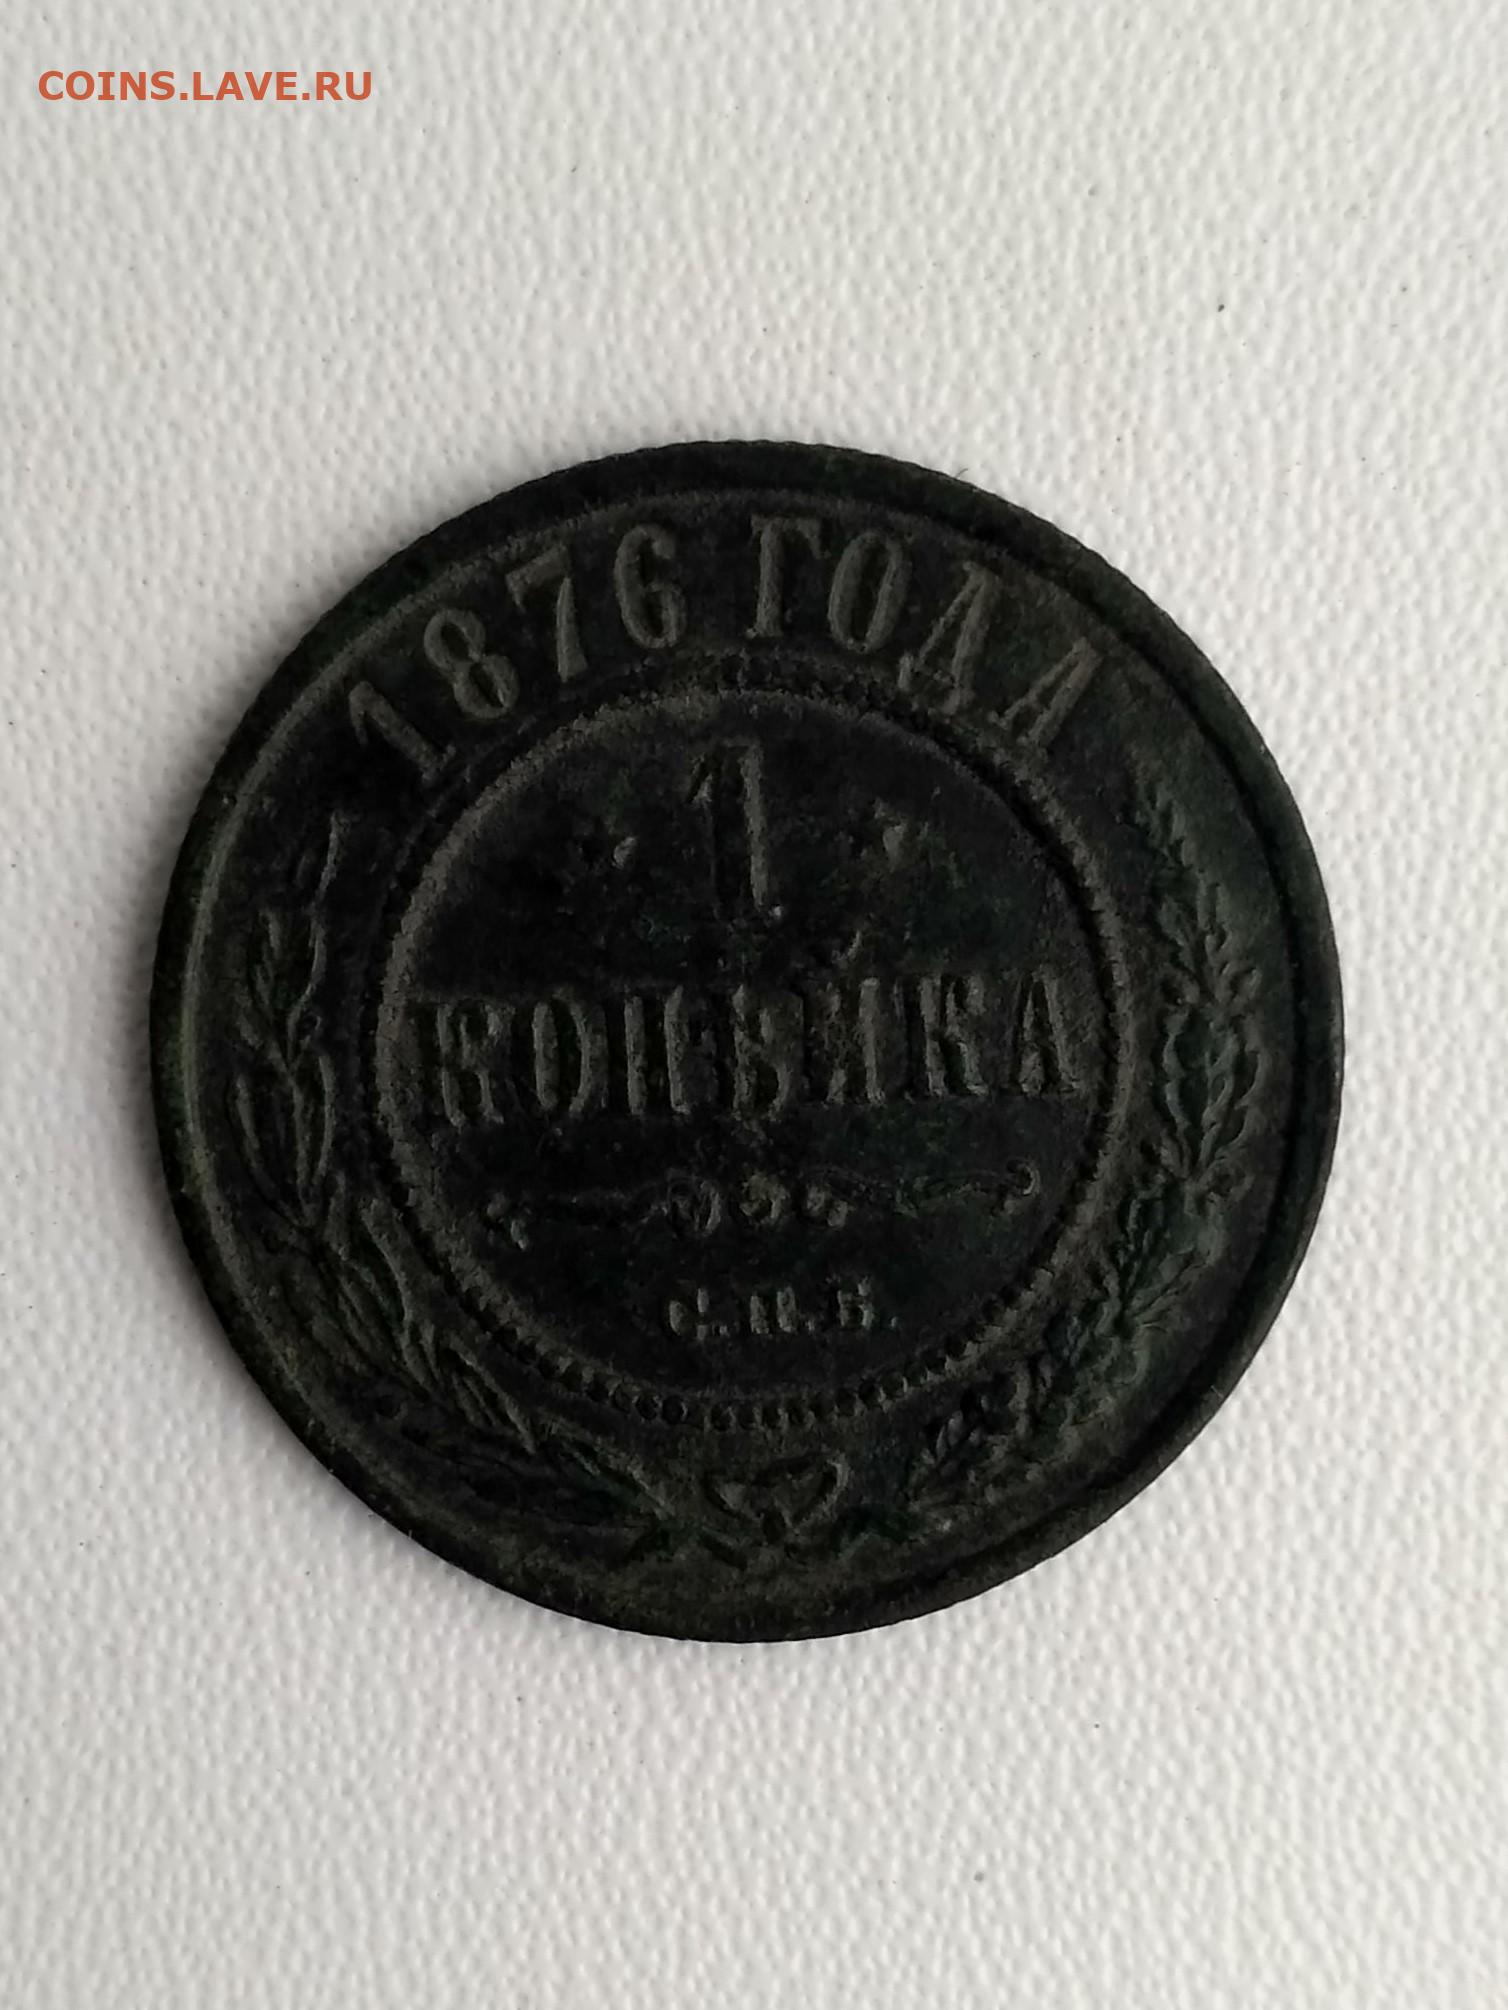 COINS.LAVE.RU
1876 ГОДА
1
КОПѢЙКА
С.П.Б.